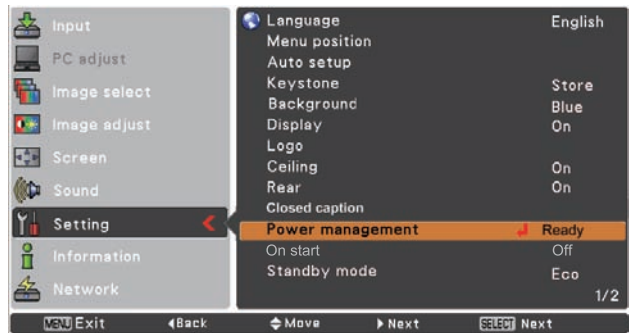 Input
PC adjust
Image select
Image adjust
Screen
Sound
Setting
Information
Network
Language English
Menu position
Auto setup
Keystone Store
Background Blue
Display On
Logo
Ceiling On
Rear On
Closed caption
Power management Ready
On start Off
Standby mode Eco
1/2
MENU Exit Back Move Next SELECT Next